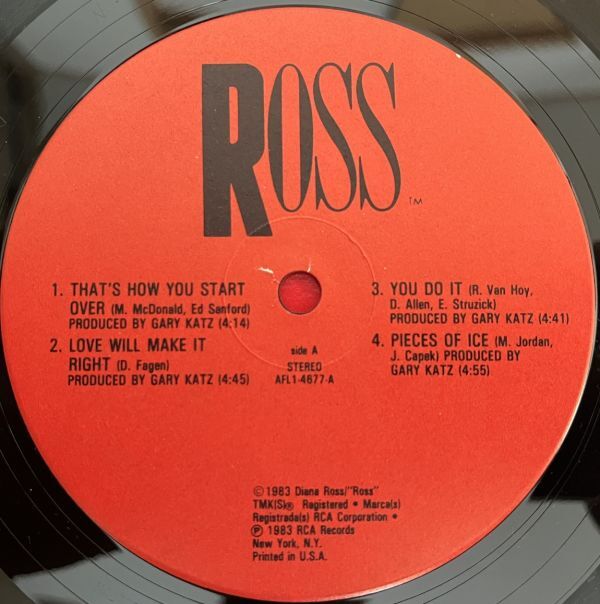 ROSS
TM
1. THAT'S HOW YOU START
OVER (M. McDonald, Ed Sanford)
PRODUCED BY GARY KATZ (4:14)
2. LOVE WILL MAKE IT
RIGHT (D. Fagen)
PRODUCED BY GARY KATZ (4:45)
side A
STEREO
AFL1-4677-A
3. YOU DO IT (R. Van Hoy,
D. Allen, E. Struzick)
PRODUCED BY GARY KATZ (4:41)
4. PIECES OF ICE (M. Jordan,
J. Capek) PRODUCED BY
GARY KATZ (4:55)
© 1983 Diana Ross/"Ross"
TMK(S)® Registered • Marca(s)
Registrada(s) RCA Corporation •
℗ 1983 RCA Records
New York, N.Y.
Printed in U.S.A.